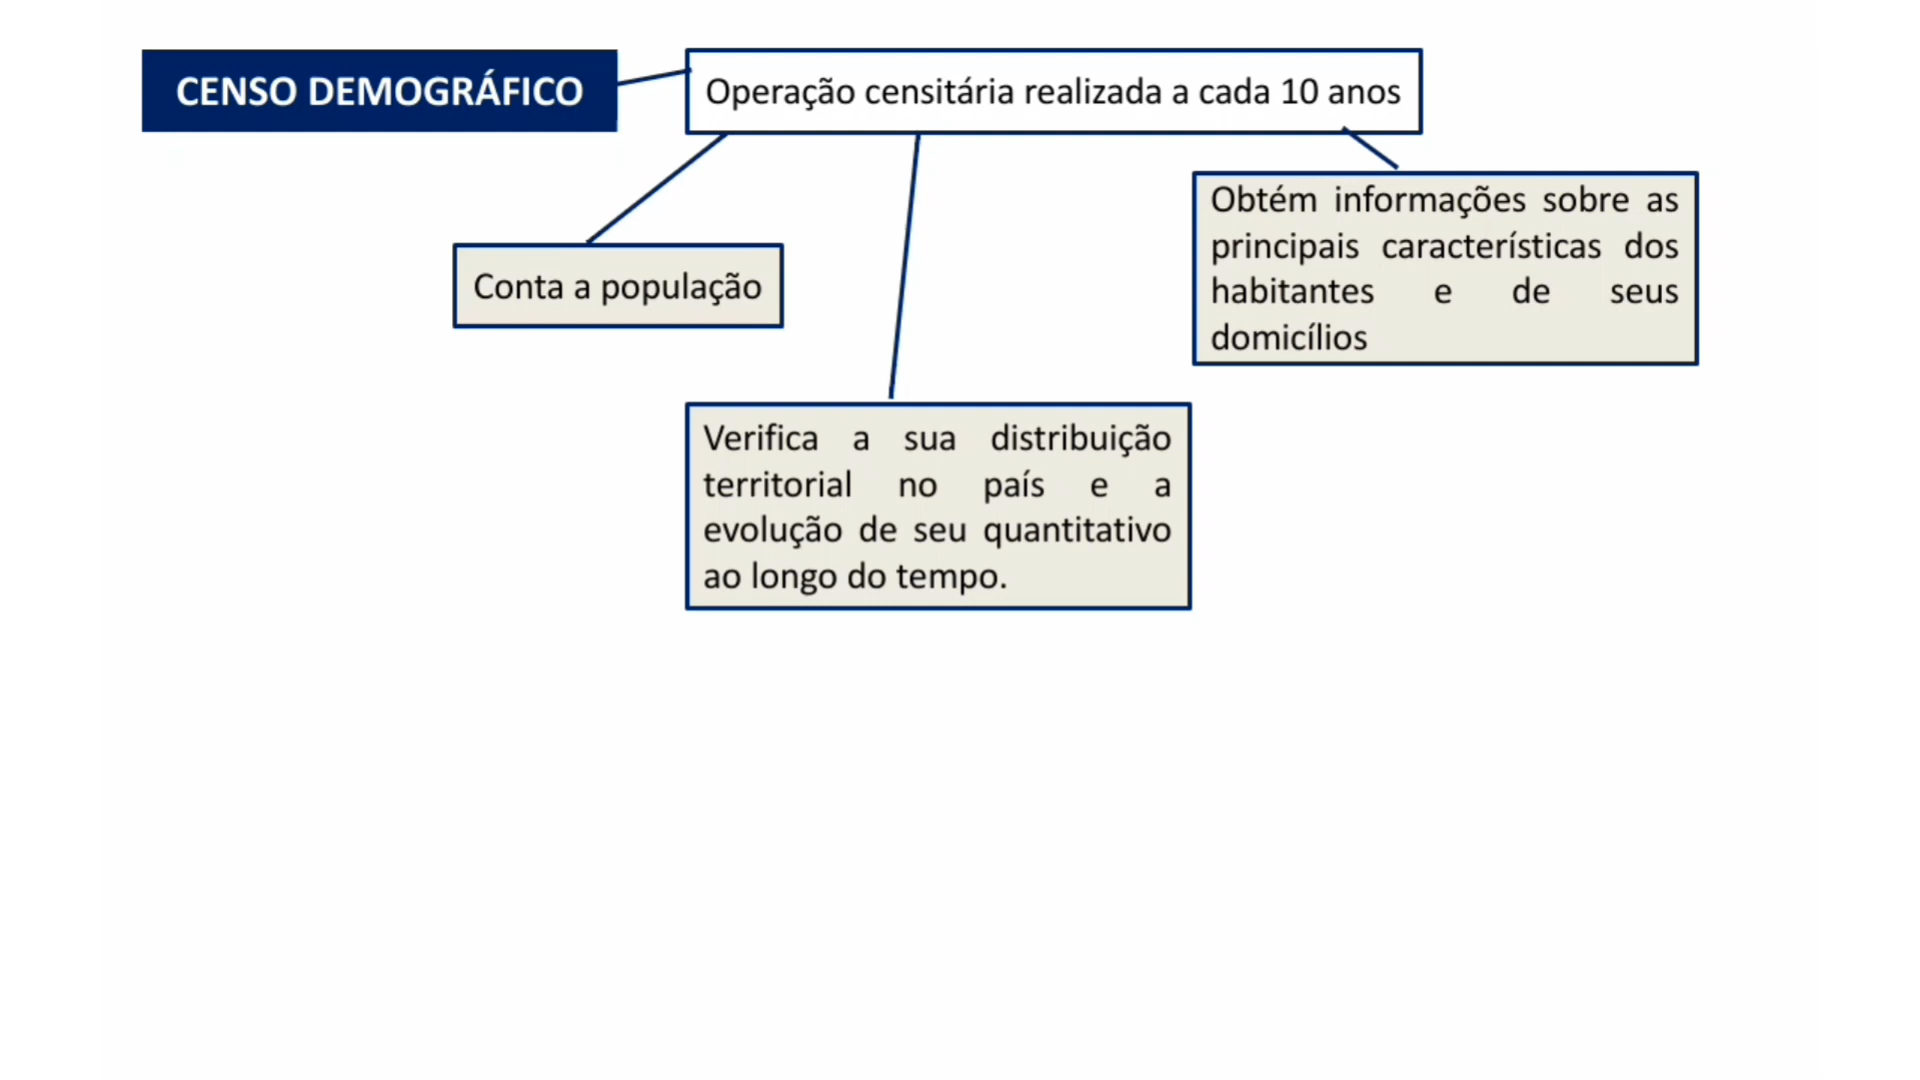 CENSO DEMOGRÁFICO
Operação censitária realizada a cada 10 anos
Conta a população
Verifica a sua distribuição
territorial no país e a
evolução de seu quantitativo
ao longo do tempo.
Obtém informações sobre as
principais características dos
habitantes e de seus
domicílios